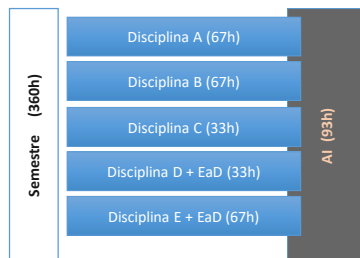 Semestre (360h)
Disciplina A (67h)
Disciplina B (67h)
Disciplina C (33h)
Disciplina D + EaD (33h)
Disciplina E + EaD (67h)
AI (93h)